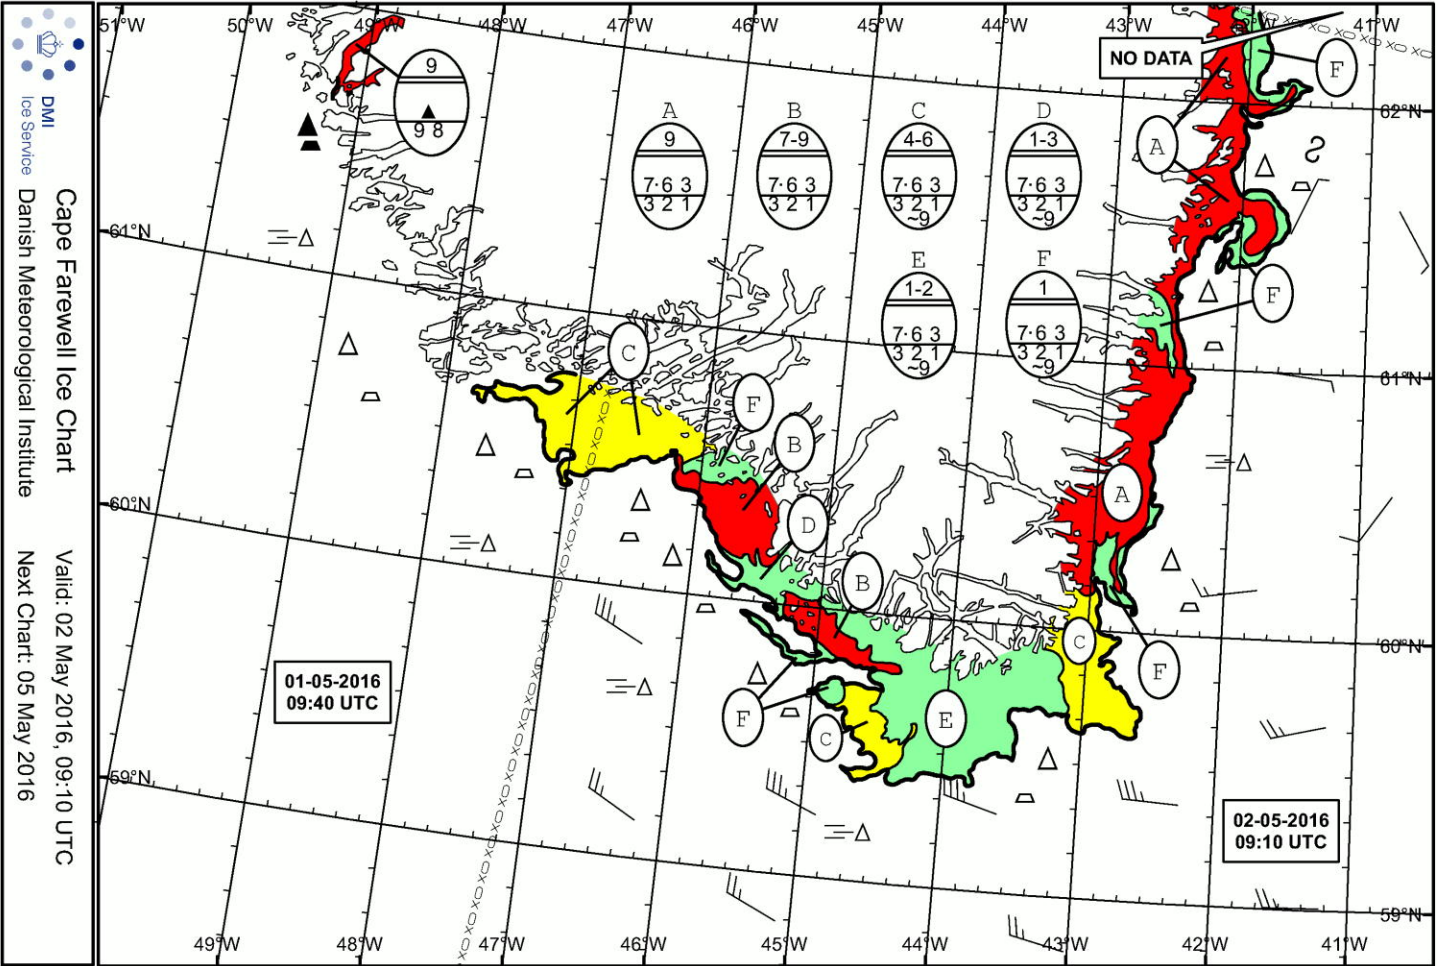 DMI
Ice Service
Cape Farewell Ice Chart
Danish Meteorological Institute
Valid: 02 May 2016, 09:10 UTC
Next Chart: 05 May 2016
51°W
50°W
49°W
48°W
47°W
46°W
45°W
44°W
43°W
42°W
41°W
NO DATA
F
62°N
9
9 8
A
9
7·6 3
3 2 1
B
7-9
7·6 3
3 2 1
C
4-6
7·6 3
3 2 1
~9
D
1-3
7·6 3
3 2 1
~9
A
61°N
E
1-2
7·6 3
3 2 1
~9
F
1
7·6 3
3 2 1
~9
F
C
61°N
F
B
A
60°N
D
B
C
60°N
F
01-05-2016
09:40 UTC
F
C
E
59°N
02-05-2016
09:10 UTC
59°N
49°W
48°W
47°W
46°W
45°W
44°W
43°W
42°W
41°W